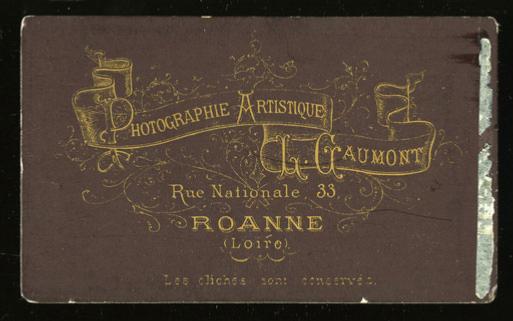 Photographie Artistique
L. Gaumont
Rue Nationale 33
ROANNE
(Loire)
Les clichés sont conservés.